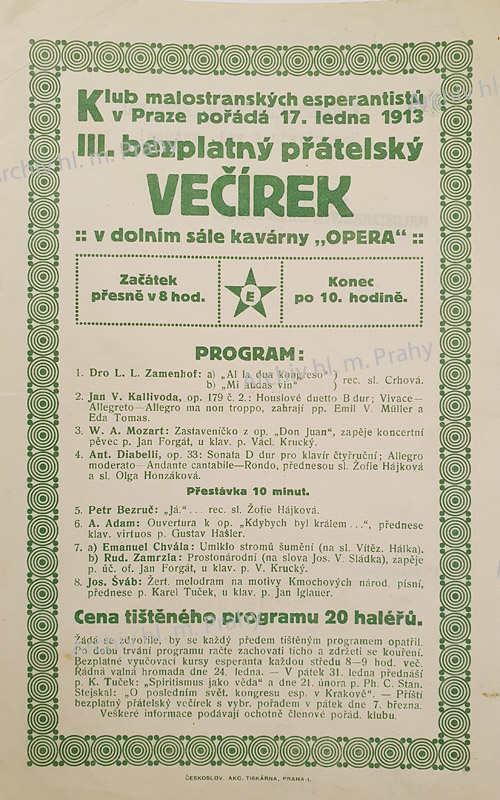 Klub malostranských esperantistů
v Praze pořádá 17. ledna 1913
III. bezplatný přátelský
VEČÍREK
:: v dolním sále kavárny „OPERA“ ::
Začátek
přesně v 8 hod.
E
Konec
po 10. hodině.
PROGRAM:
1. Dro L. L. Zamenhof: a) „Al la dua kongreso“
b) „Mi audas vin“
rec. sl. Crhová.
2. Jan V. Kallivoda, op. 179 č. 2.: Houslové duetto B dur; Vivace—
Allegreto—Allegro má non troppo, zahrají pp. Emil V. Müller a
Eda Tomas.
3. W. A. Mozart: Zastaveníčko z op. „Don Juan“, zapěje koncertní
pěvec p. Jan Forgát, u klav. p. Václ. Krucký.
4. Ant. Diabelli, op. 33: Sonata D dur pro klavír čtyřruční; Allegro
moderato—Andante cantabile—Rondo, přednesou sl. Žofie Hájková
a sl. Olga Honzáková.
Přestávka 10 minut.
5. Petr Bezruč: „Já.“ ... rec. sl. Žofie Hájková.
6. A. Adam: Ouvertura k op. „Kdybych byl králem ...“, přednese
klav. virtuos p. Gustav Hašler.
7. a) Emanuel Chvála: Umlklo stromů šumění (na sl. Vítěz. Hálka).
b) Rud. Zamrzla: Prostonárodní (na slova Jos. V. Sládka), zapěje
p. úč. of. Jan Forgát, u klav. p. V. Krucký.
8. Jos. Šváb: Žert. melodram na motivy Kmochových národ. písní,
přednese p. Karel Tuček, u klav. p. Jan Iglauer.
Cena tištěného programu 20 haléřů.
Žádá se zdvořile, by se každý předem tištěným programem opatřil.
Po dobu trvání programu račte zachovati ticho a zdržeti se kouření.
Bezplatné vyučovací kursy esperanta každou středu 8—9 hod. več.
Řádná valná hromada dne 24. ledna. — V pátek 31. ledna přednáší
p. K. Tuček: „Spiritismus jako věda“ a dne 21. února p. Ph. C. Stan.
Stejskal: „O posledním svět. kongresu esp. v Krakově“. — Příští
bezplatný přátelský večírek s vybr. pořadem v pátek dne 7. března.
Veškeré informace podávají ochotně členové pořád. klubu.
ČESKOSLOV. AKC. TISKÁRNA, PRAHA-I.
Archiv hl. m. Prahy
Archiv hl. m. Prahy